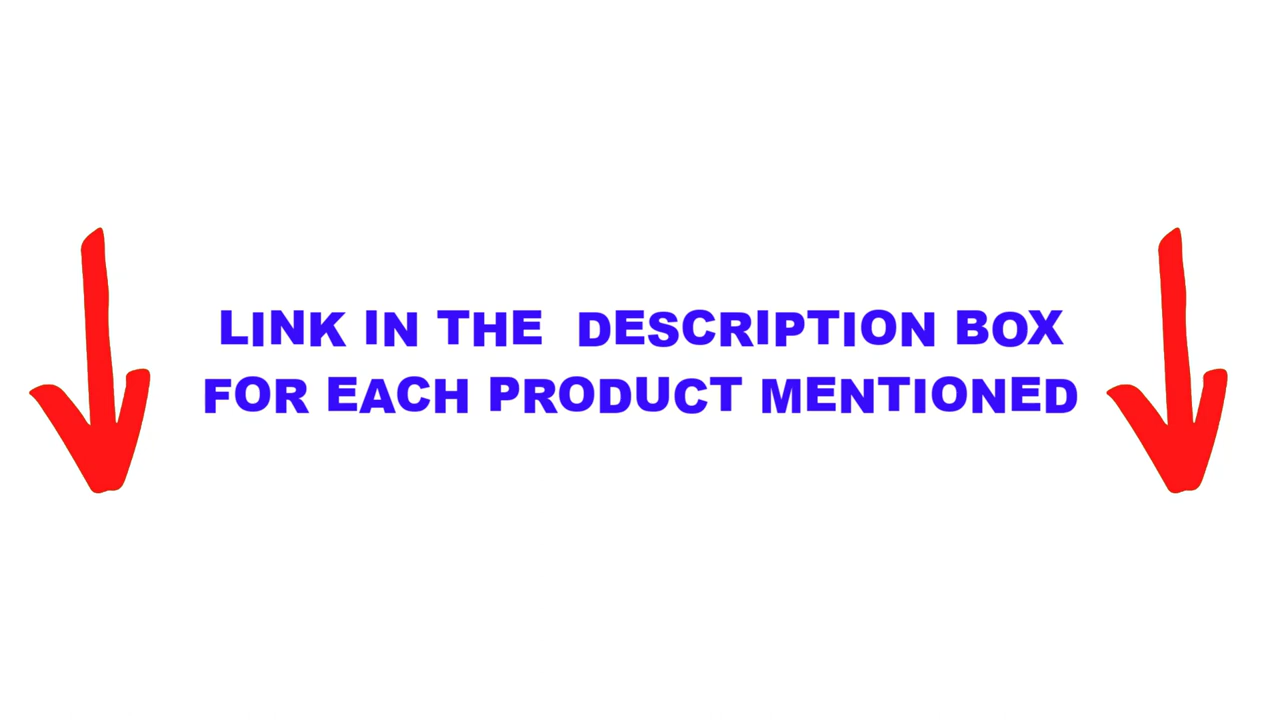 LINK IN THE  DESCRIPTION BOX
FOR EACH PRODUCT MENTIONED